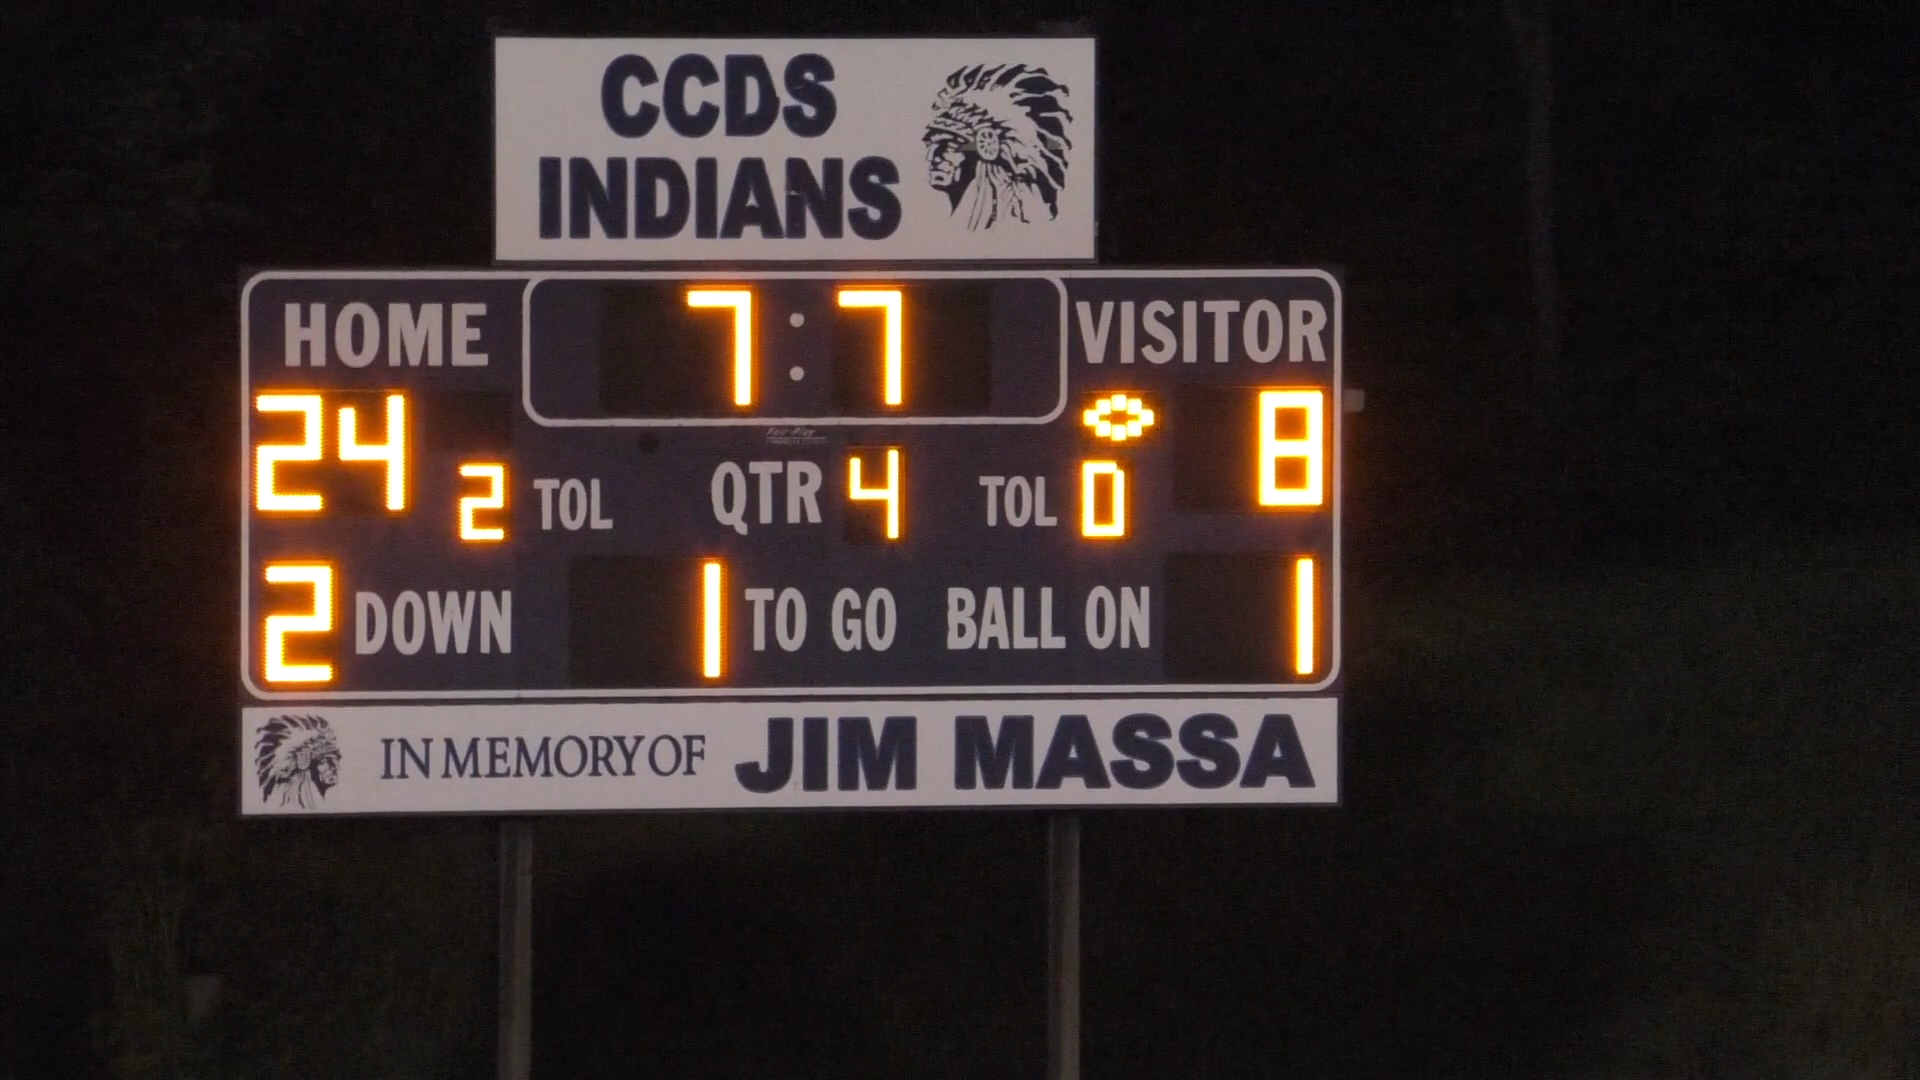 CCDS
INDIANS
HOME 7:7 VISITOR
24 8
2 TOL QTR 4 TOL 0
2 DOWN 1 TO GO BALL ON 1
IN MEMORY OF JIM MASSA